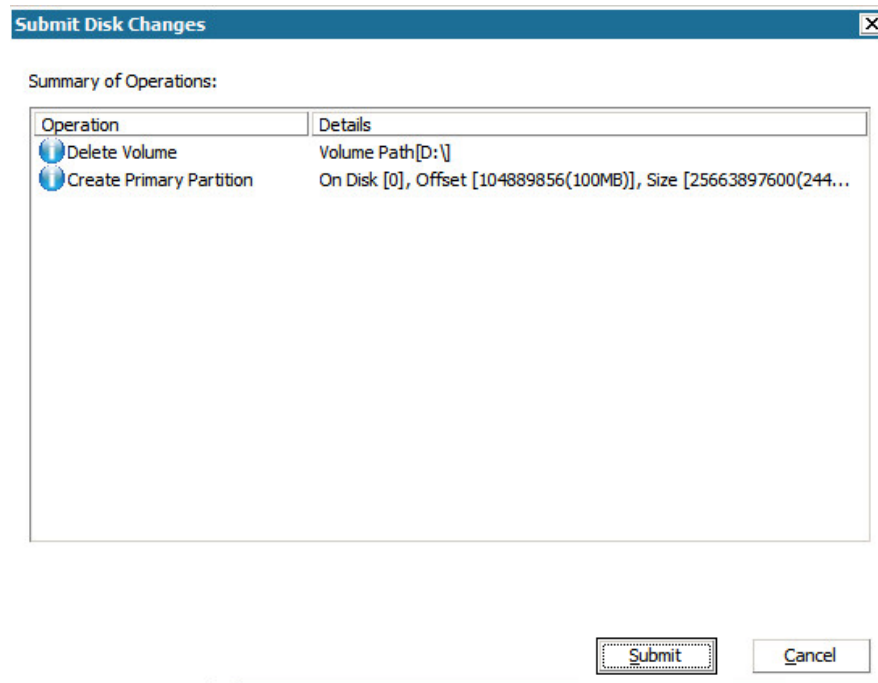 Submit Disk Changes
Summary of Operations:
Operation Details
Delete Volume Volume Path[D:\]
Create Primary Partition On Disk [0], Offset [104889856(100MB)], Size [25663897600(244...
Submit Cancel